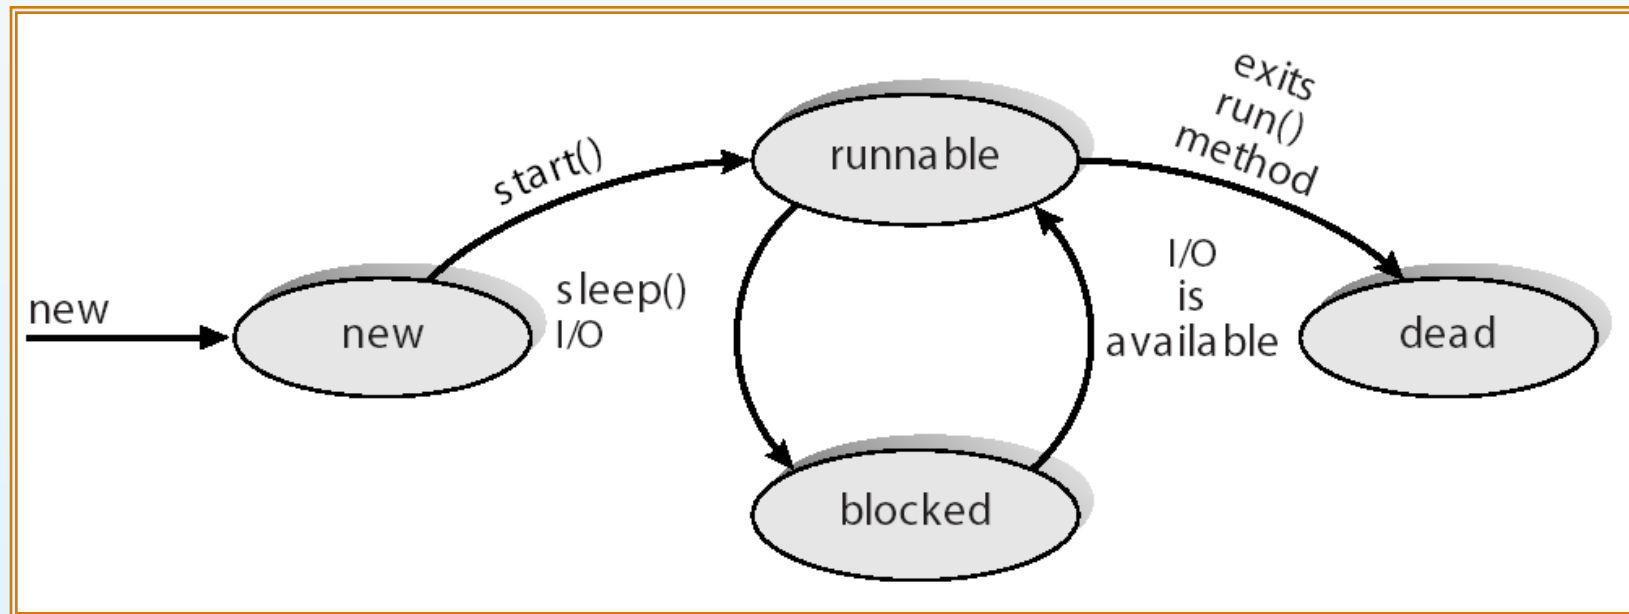 new
new
start()
sleep()
I/O
runnable
blocked
I/O
is
available
exits
run()
method
dead